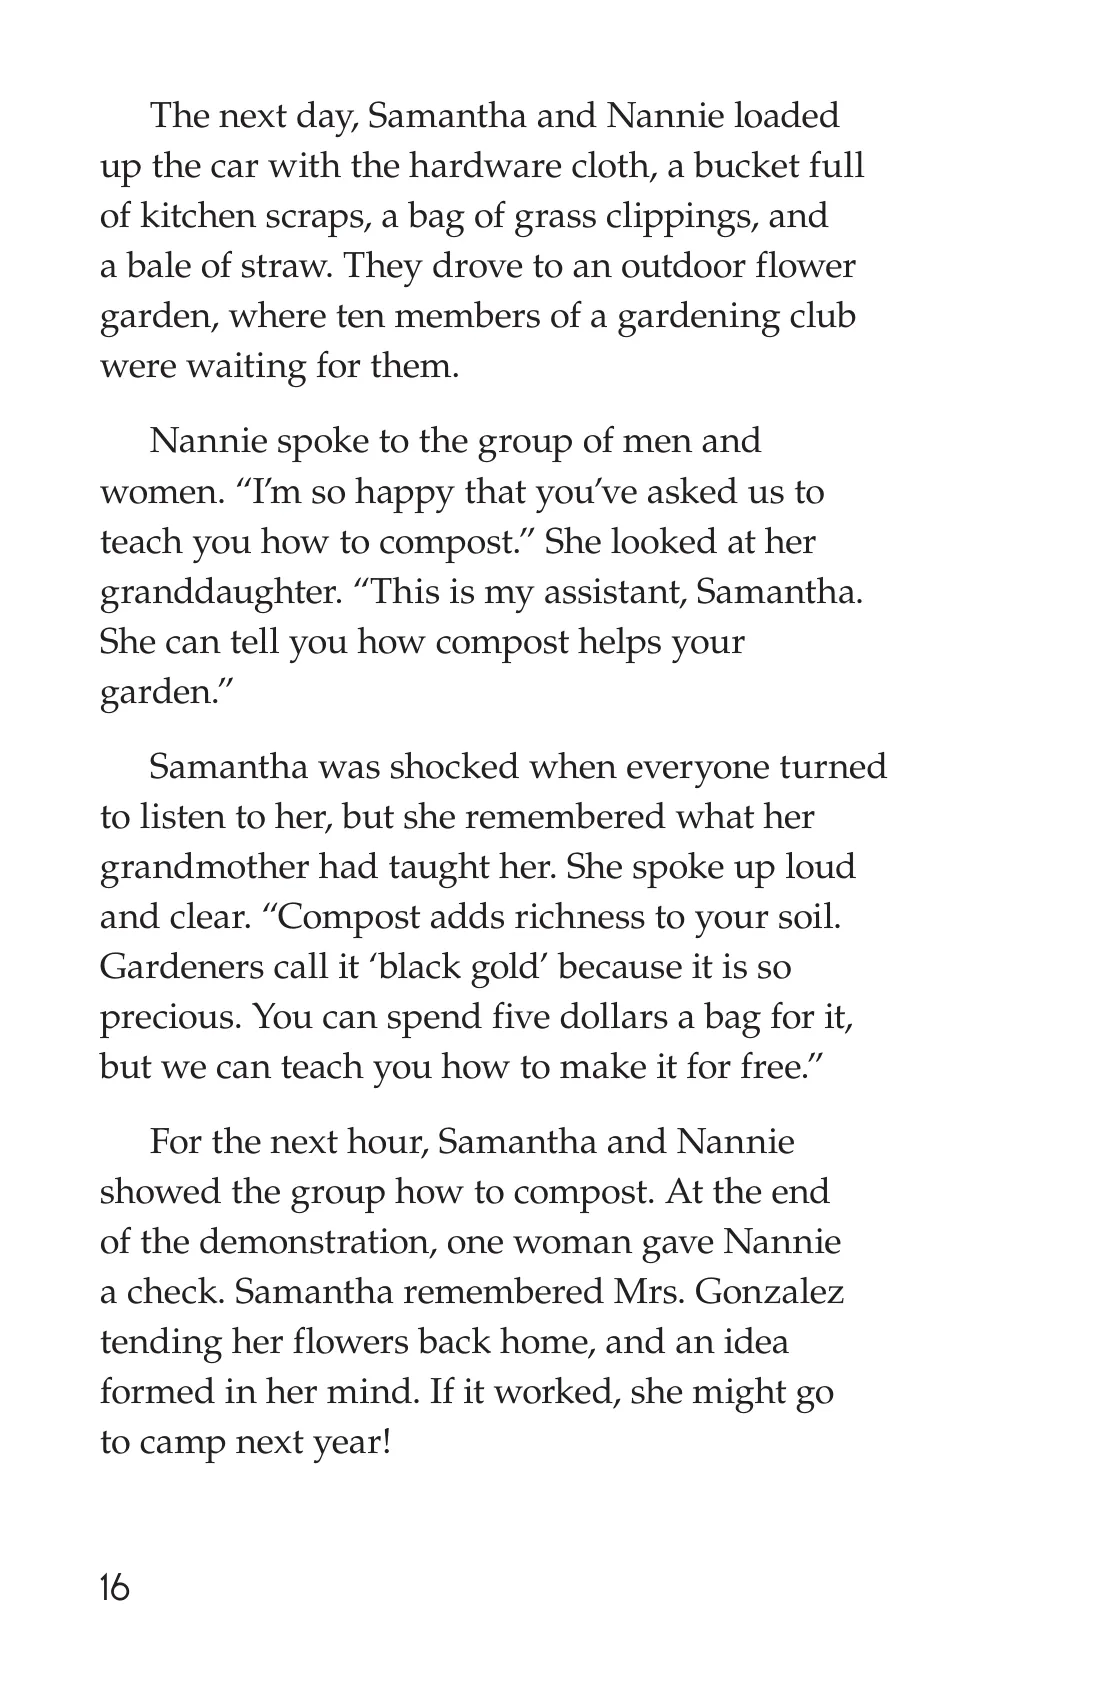 The next day, Samantha and Nannie loaded
up the car with the hardware cloth, a bucket full
of kitchen scraps, a bag of grass clippings, and
a bale of straw. They drove to an outdoor flower
garden, where ten members of a gardening club
were waiting for them.
Nannie spoke to the group of men and
women. “I’m so happy that you’ve asked us to
teach you how to compost.” She looked at her
granddaughter. “This is my assistant, Samantha.
She can tell you how compost helps your
garden.”
Samantha was shocked when everyone turned
to listen to her, but she remembered what her
grandmother had taught her. She spoke up loud
and clear. “Compost adds richness to your soil.
Gardeners call it ‘black gold’ because it is so
precious. You can spend five dollars a bag for it,
but we can teach you how to make it for free.”
For the next hour, Samantha and Nannie
showed the group how to compost. At the end
of the demonstration, one woman gave Nannie
a check. Samantha remembered Mrs. Gonzalez
tending her flowers back home, and an idea
formed in her mind. If it worked, she might go
to camp next year!
16